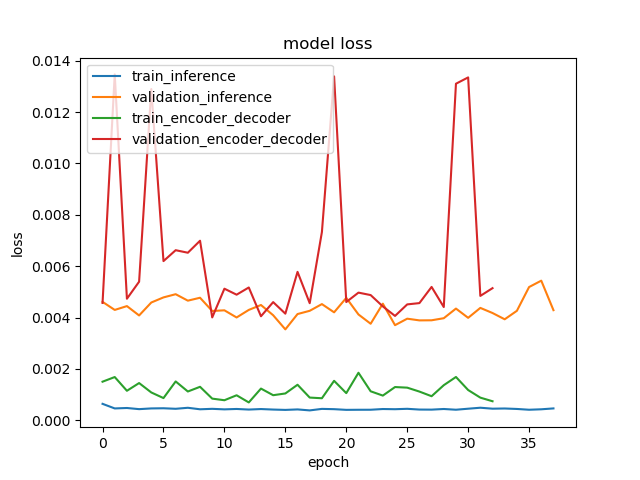 model loss
0.014
0.012
0.010
0.008
0.006
0.004
0.002
0.000
loss
train_inference
validation_inference
train_encoder_decoder
validation_encoder_decoder
0 5 10 15 20 25 30 35
epoch